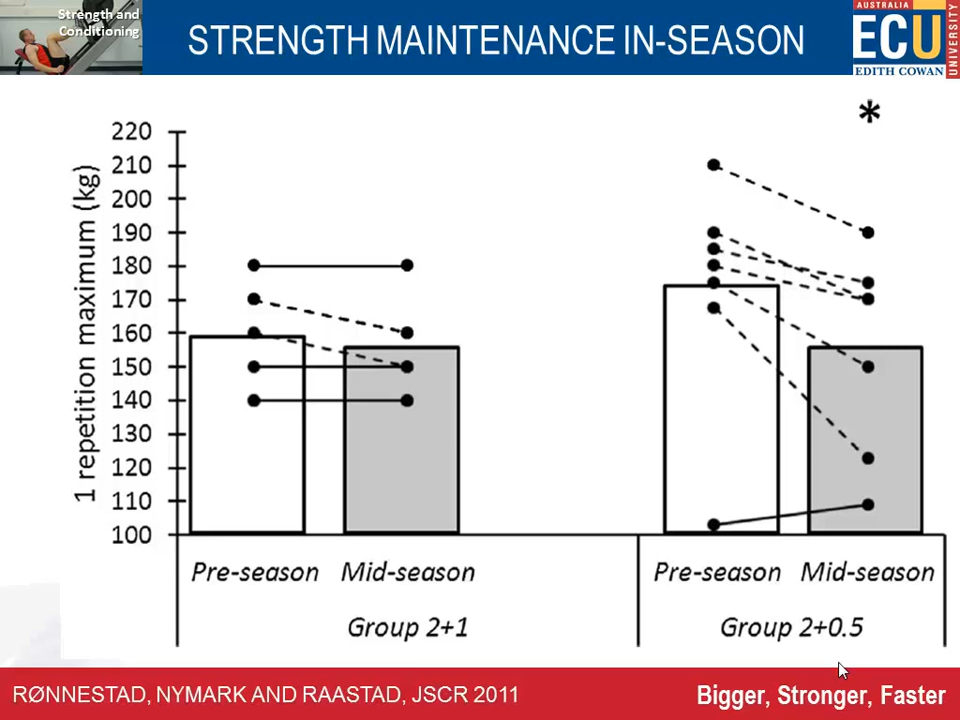 Strength and
Conditioning
STRENGTH MAINTENANCE IN-SEASON
AUSTRALIA
ECU
EDITH COWAN
UNIVERSITY
*
1 repetition maximum (kg)
220
210
200
190
180
170
160
150
140
130
120
110
100
Pre-season Mid-season Pre-season Mid-season
Group 2+1 Group 2+0.5
RØNNESTAD, NYMARK AND RAASTAD, JSCR 2011
Bigger, Stronger, Faster